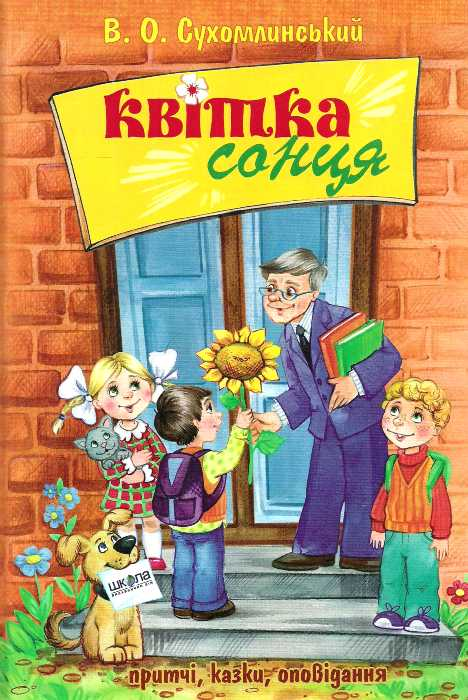 В. О. Сухомлинський
квітка
сонця
ШКОЛА
притчі, казки, оповідання